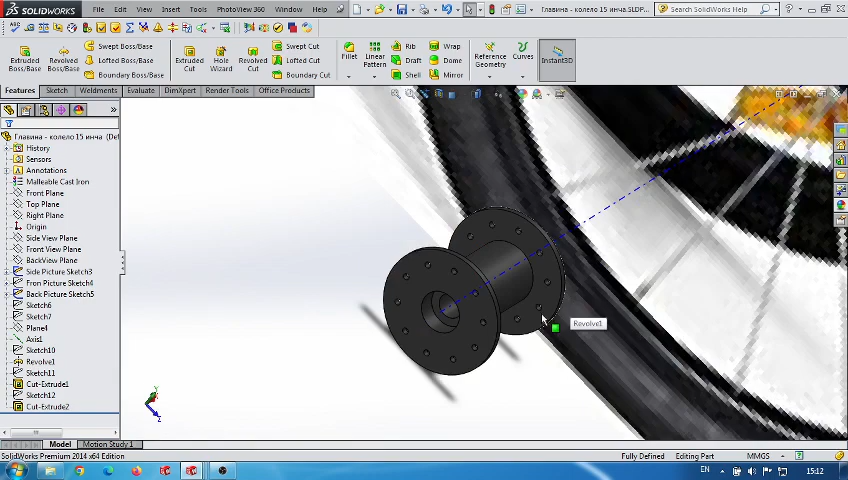 SOLIDWORKS File Edit View Insert Tools PhotoView 360 Window Help Главина - колело 15 инча.SLDP... Search SolidWorks Help
Extruded Boss/Base
Revolved Boss/Base
Swept Boss/Base
Lofted Boss/Base
Boundary Boss/Base
Extruded Cut
Hole Wizard
Revolved Cut
Swept Cut
Lofted Cut
Boundary Cut
Fillet
Linear Pattern
Rib
Draft
Shell
Wrap
Dome
Mirror
Reference Geometry
Curves
Instant3D
Features Sketch Weldments Evaluate DimXpert Render Tools Office Products
Главина - колело 15 инча (Def
History
Sensors
Annotations
Malleable Cast Iron
Front Plane
Top Plane
Right Plane
Origin
Side View Plane
Front View Plane
BackView Plane
Side Picture Sketch3
Fron Picture Sketch4
Back Picture Sketch5
Sketch6
Sketch7
Plane4
Axis1
Sketch10
Revolve1
Sketch11
Cut-Extrude1
Sketch12
Cut-Extrude2
Revolve1
Y
Z
Model Motion Study 1
SolidWorks Premium 2014 x64 Edition Fully Defined Editing Part MMGS
EN 15:12